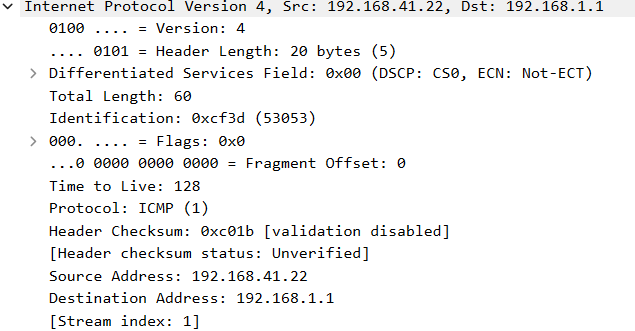 Internet Protocol Version 4, Src: 192.168.41.22, Dst: 192.168.1.1
0100 .... = Version: 4
.... 0101 = Header Length: 20 bytes (5)
Differentiated Services Field: 0x00 (DSCP: CS0, ECN: Not-ECT)
Total Length: 60
Identification: 0xcf3d (53053)
000. .... = Flags: 0x0
...0 0000 0000 0000 = Fragment Offset: 0
Time to Live: 128
Protocol: ICMP (1)
Header Checksum: 0xc01b [validation disabled]
[Header checksum status: Unverified]
Source Address: 192.168.41.22
Destination Address: 192.168.1.1
[Stream index: 1]